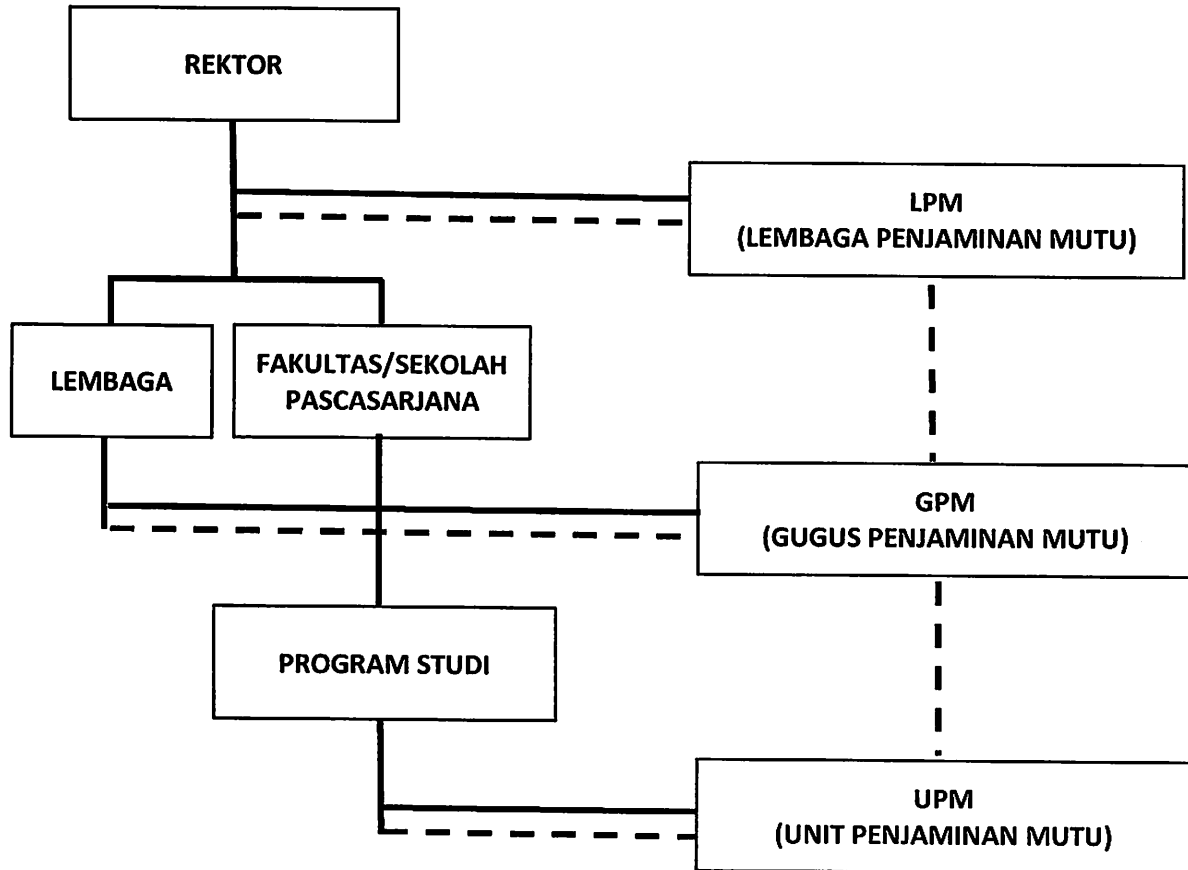 REKTOR
LPM
(LEMBAGA PENJAMINAN MUTU)
LEMBAGA
FAKULTAS/SEKOLAH
PASCASARJANA
GPM
(GUGUS PENJAMINAN MUTU)
PROGRAM STUDI
UPM
(UNIT PENJAMINAN MUTU)